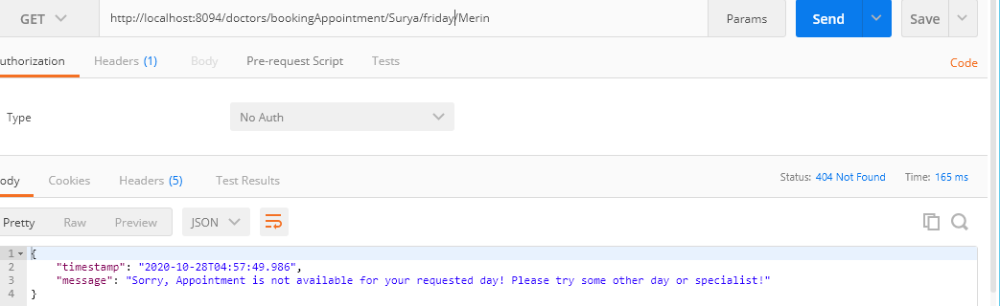 GET http://localhost:8094/doctors/bookingAppointment/Surya/friday/Merin Params Send Save
uthorization Headers (1) Body Pre-request Script Tests Code
Type No Auth
ody Cookies Headers (5) Test Results Status: 404 Not Found Time: 165 ms
Pretty Raw Preview JSON
1 {
2 "timestamp": "2020-10-28T04:57:49.986",
3 "message": "Sorry, Appointment is not available for your requested day! Please try some other day or specialist!"
4 }